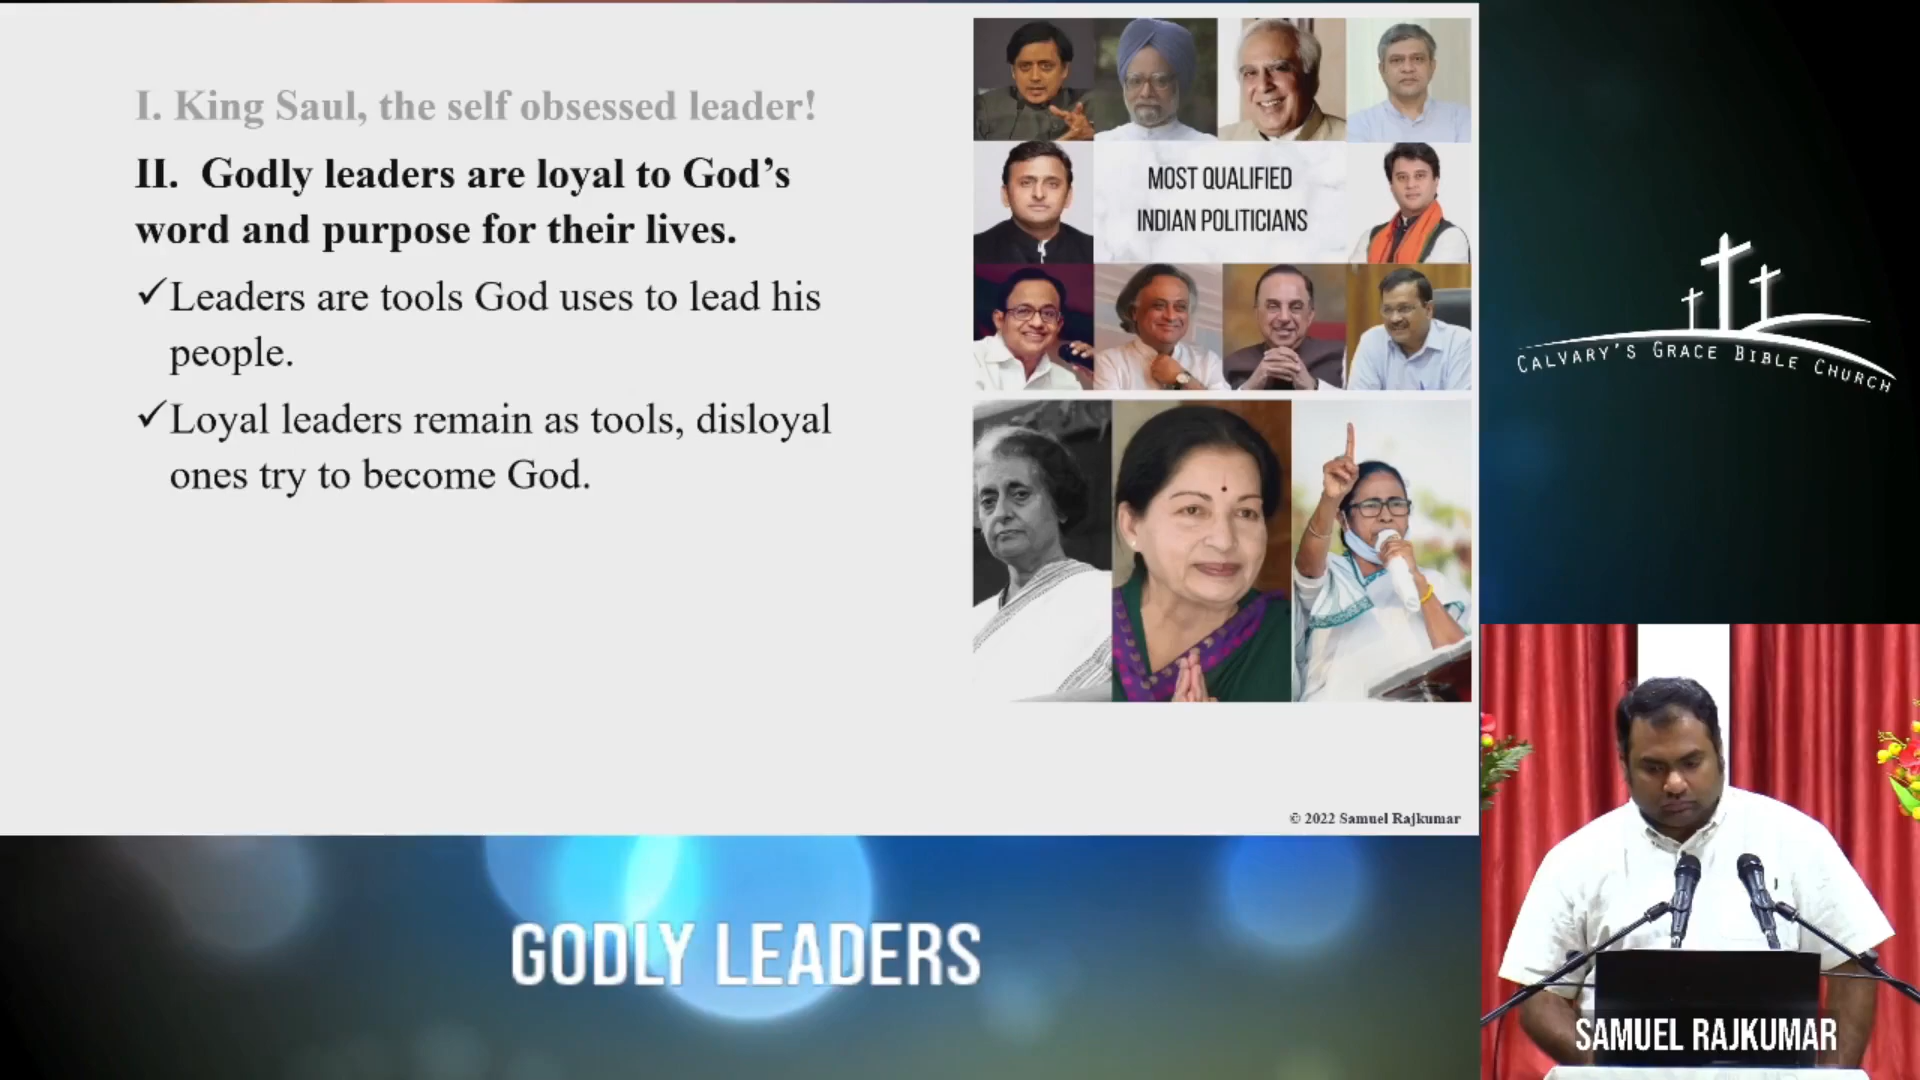 I. King Saul, the self obsessed leader!
II. Godly leaders are loyal to God’s
word and purpose for their lives.
✓Leaders are tools God uses to lead his
people.
✓Loyal leaders remain as tools, disloyal
ones try to become God.
MOST QUALIFIED
INDIAN POLITICIANS
© 2022 Samuel Rajkumar
CALVARY'S GRACE BIBLE CHURCH
GODLY LEADERS
SAMUEL RAJKUMAR